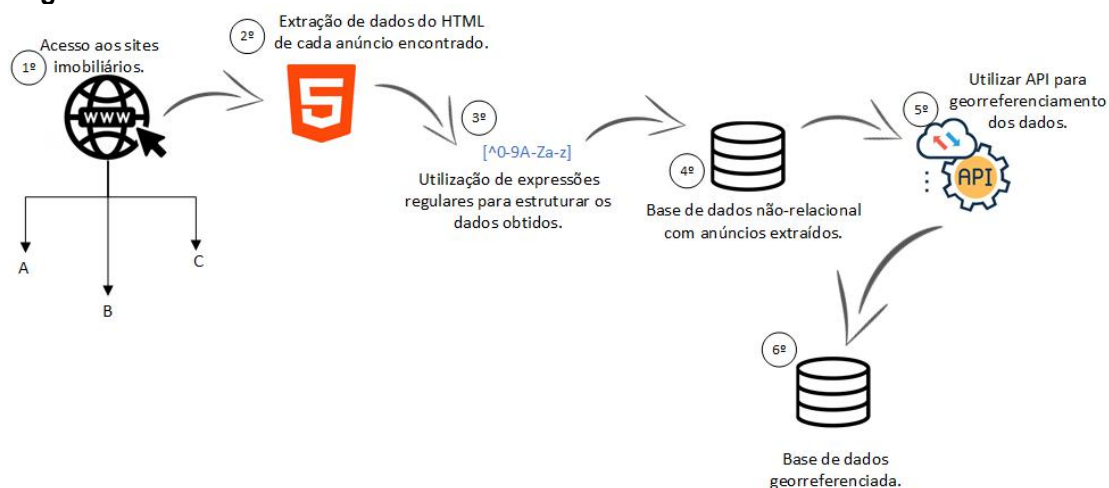 1º
Acesso aos sites
imobiliários.
WWW
A
B
C
2º
Extração de dados do HTML
de cada anúncio encontrado.
5
3º
[^0-9A-Za-z]
Utilização de expressões
regulares para estruturar os
dados obtidos.
4º
Base de dados não-relacional
com anúncios extraídos.
5º
Utilizar API para
georreferenciamento
dos dados.
API
6º
Base de dados
georreferenciada.